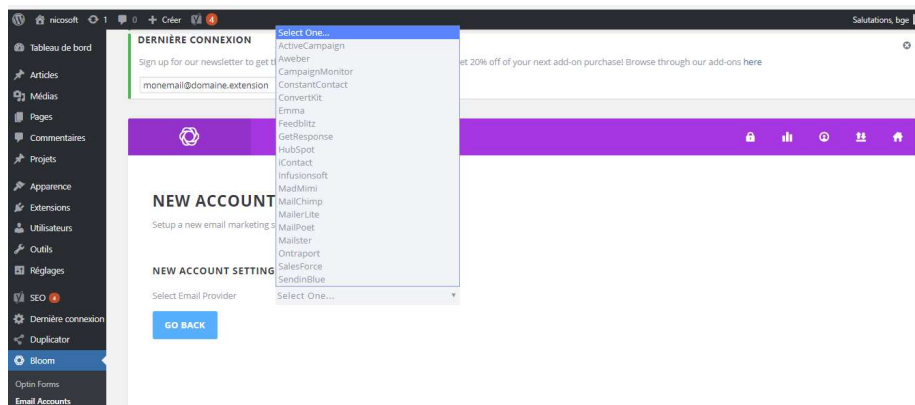 nicosoft 1 0 + Créer 4 Salutations, bge
Tableau de bord
Articles
Médias
Pages
Commentaires
Projets
Apparence
Extensions
Utilisateurs
Outils
Réglages
SEO 4
Dernière connexion
Duplicator
Bloom
Optin Forms
Email Accounts
DERNIÈRE CONNEXION
Sign up for our newsletter to get t et 20% off of your next add-on purchase! Browse through our add-ons here
monemail@domaine.extension
NEW ACCOUNT
Setup a new email marketing s
NEW ACCOUNT SETTING
Select Email Provider
Select One...
ActiveCampaign
Aweber
CampaignMonitor
ConstantContact
ConvertKit
Emma
Feedblitz
GetResponse
HubSpot
iContact
Infusionsoft
MadMimi
MailChimp
MailerLite
MailPoet
Mailster
Ontraport
SalesForce
SendinBlue
Select One...
GO BACK